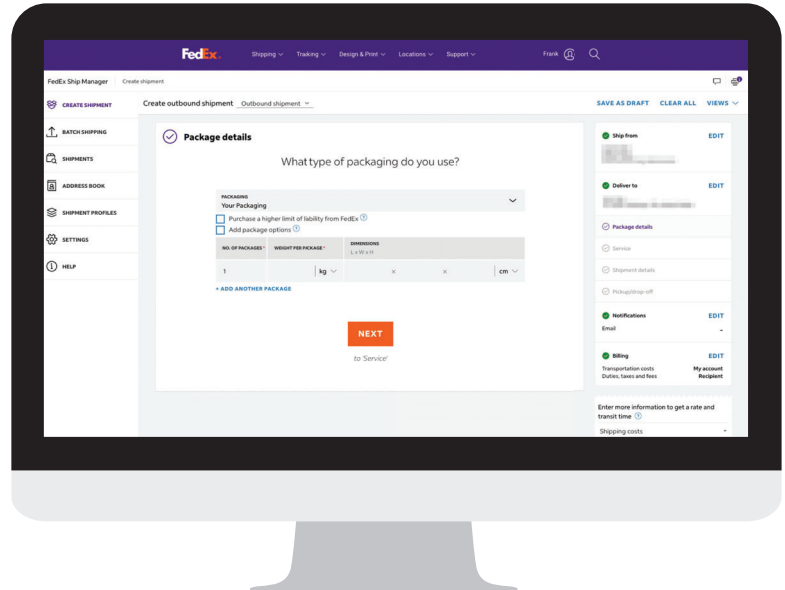 FedEx.
Shipping
Tracking
Design & Print
Locations
Support
Frank
FedEx Ship Manager
Create shipment
CREATE SHIPMENT
BATCH SHIPPING
SHIPMENTS
ADDRESS BOOK
SHIPMENT PROFILES
SETTINGS
HELP
Create outbound shipment Outbound shipment
SAVE AS DRAFT CLEAR ALL VIEWS
Package details
What type of packaging do you use?
PACKAGING
Your Packaging
Purchase a higher limit of liability from FedEx ?
Add package options ?
NO. OF PACKAGES * WEIGHT PER PACKAGE * DIMENSIONS
L x W x H
1 kg x x cm
+ ADD ANOTHER PACKAGE
NEXT
to 'Service'
Ship from EDIT
Deliver to EDIT
Package details
Service
Shipment details
Pickup/drop-off
Notifications EDIT
Email -
Billing EDIT
Transportation costs My account
Duties, taxes and fees Recipient
Enter more information to get a rate and
transit time ?
Shipping costs -